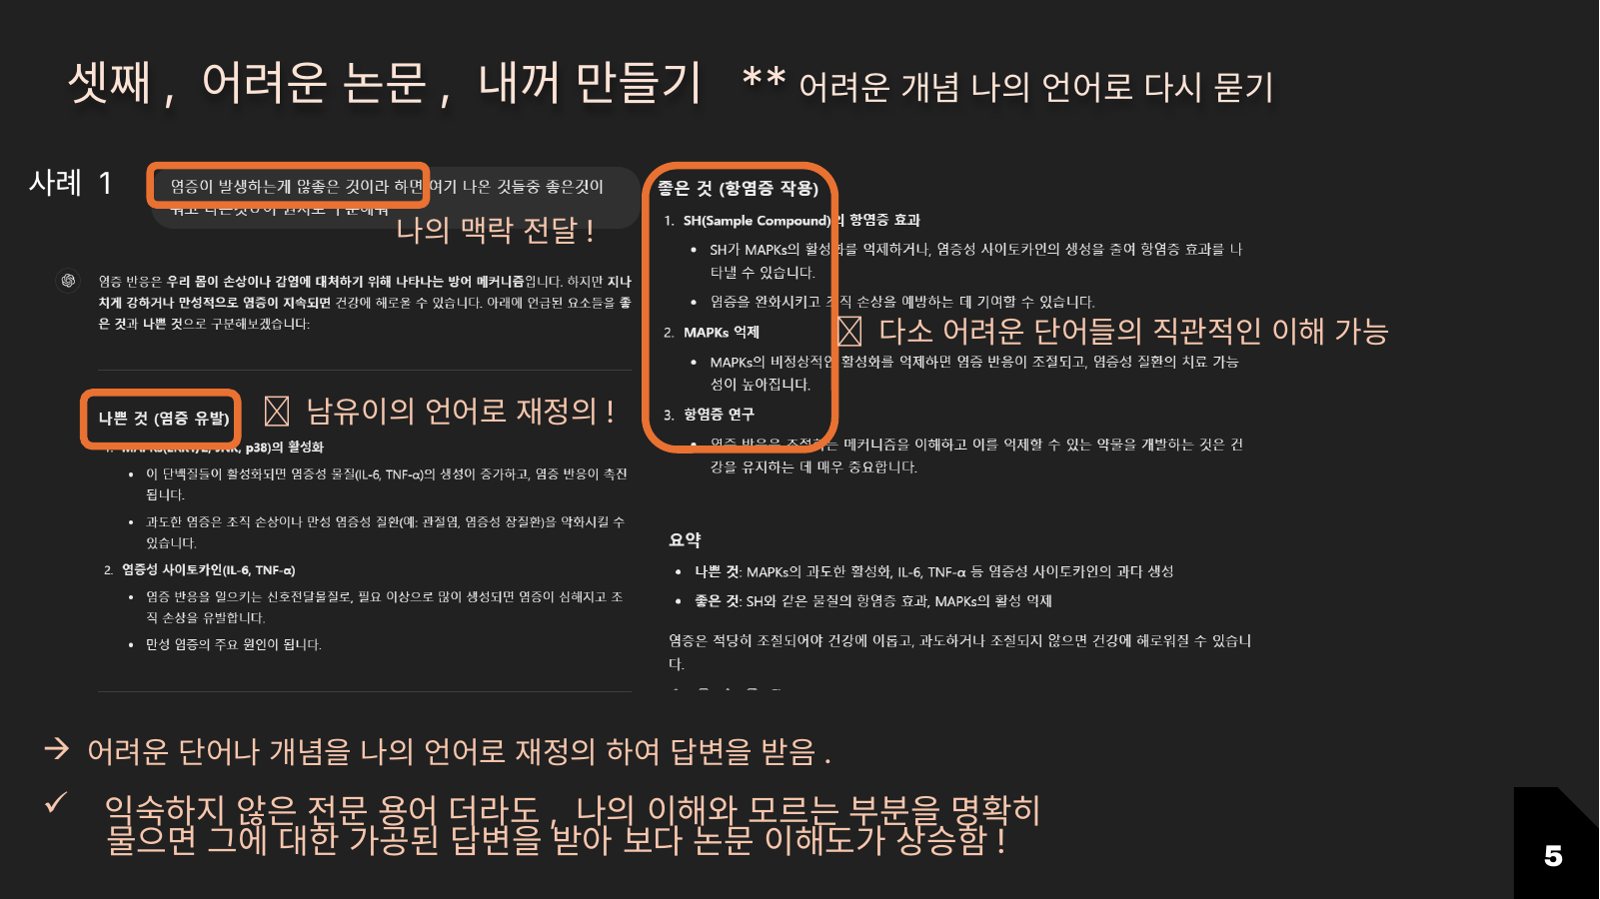 셋째 , 어려운 논문 , 내꺼 만들기 ** 어려운 개념 나의 언어로 다시 묻기
사례 1
염증이 발생하는게 않좋은 것이라 하면 여기 나온 것들중 좋은것이
뭐고 나쁜것
나의 맥락 전달 !
염증 반응은 우리 몸이 손상이나 감염에 대처하기 위해 나타나는 방어 메커니즘입니다. 하지만 지나
치게 강하거나 만성적으로 염증이 지속되면 건강에 해로울 수 있습니다. 아래에 언급된 요소들을 좋
은 것과 나쁜 것으로 구분해보겠습니다:
나쁜 것 (염증 유발)
남유이의 언어로 재정의 !
1. MAPKs(ERK1/2, JNK, p38)의 활성화
• 이 단백질들이 활성화되면 염증성 물질(IL-6, TNF-α)의 생성이 증가하고, 염증 반응이 촉진
됩니다.
• 과도한 염증은 조직 손상이나 만성 염증성 질환(예: 관절염, 염증성 장질환)을 악화시킬 수
있습니다.
2. 염증성 사이토카인(IL-6, TNF-α)
• 염증 반응을 일으키는 신호전달물질로, 필요 이상으로 많이 생성되면 염증이 심해지고 조
직 손상을 유발합니다.
• 만성 염증의 주요 원인이 됩니다.
좋은 것 (항염증 작용)
1. SH(Sample Compound)의 항염증 효과
• SH가 MAPKs의 활성화를 억제하거나, 염증성 사이토카인의 생성을 줄여 항염증 효과를 나
타낼 수 있습니다.
• 염증을 완화시키고 조직 손상을 예방하는 데 기여할 수 있습니다.
2. MAPKs 억제
다소 어려운 단어들의 직관적인 이해 가능
• MAPKs의 비정상적인 활성화를 억제하면 염증 반응이 조절되고, 염증성 질환의 치료 가능
성이 높아집니다.
3. 항염증 연구
• 염증 반응을 조절하는 메커니즘을 이해하고 이를 억제할 수 있는 약물을 개발하는 것은 건
강을 유지하는 데 매우 중요합니다.
요약
• 나쁜 것: MAPKs의 과도한 활성화, IL-6, TNF-α 등 염증성 사이토카인의 과다 생성
• 좋은 것: SH와 같은 물질의 항염증 효과, MAPKs의 활성 억제
염증은 적당히 조절되어야 건강에 이롭고, 과도하거나 조절되지 않으면 건강에 해로워질 수 있습니
다.
→ 어려운 단어나 개념을 나의 언어로 재정의 하여 답변을 받음 .
✓ 익숙하지 않은 전문 용어 더라도 , 나의 이해와 모르는 부분을 명확히
물으면 그에 대한 가공된 답변을 받아 보다 논문 이해도가 상승함 !
5